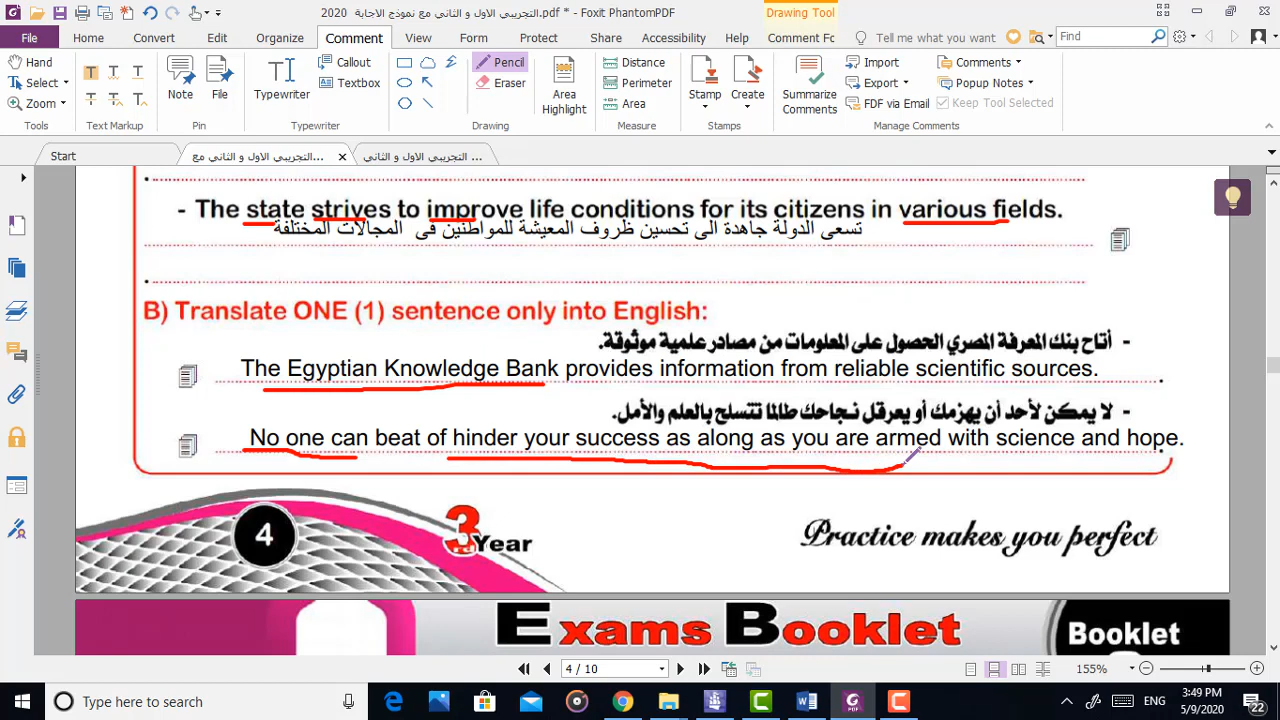 التجريبي الاول و الثاني مع نموذج الاجابة 2020.pdf * - Foxit PhantomPDF
Drawing Tool
File Home Convert Edit Organize Comment View Form Protect Share Accessibility Help Comment Fc Tell me what you want Find
Hand
Select
Zoom
Tools
Text Markup
Note
File
Pin
Typewriter
Callout
Textbox
Typewriter
Pencil
Eraser
Drawing
Area Highlight
Distance
Perimeter
Area
Measure
Stamp
Create
Stamps
Summarize Comments
Import
Export
FDF via Email
Comments
Popup Notes
Keep Tool Selected
Manage Comments
Start
التجريبي الاول و الثاني مع...
التجريبي الاول و الثاني ...
- The state strives to improve life conditions for its citizens in various fields.
تسعى الدولة جاهدة الى تحسين ظروف المعيشة للمواطنين فى المجالات المختلفة
B) Translate ONE (1) sentence only into English:
- أتاح بنك المعرفة المصري الحصول على المعلومات من مصادر علمية موثوقة.
The Egyptian Knowledge Bank provides information from reliable scientific sources.
- لا يمكن لأحد أن يهزمك أو يعرقل نجاحك طالما تتسلح بالعلم والأمل.
No one can beat of hinder your success as along as you are armed with science and hope.
4
3rd Year
Practice makes you perfect
Exams Booklet
Booklet
4 / 10
155%
Type here to search
ENG
3:49 PM
5/9/2020
22